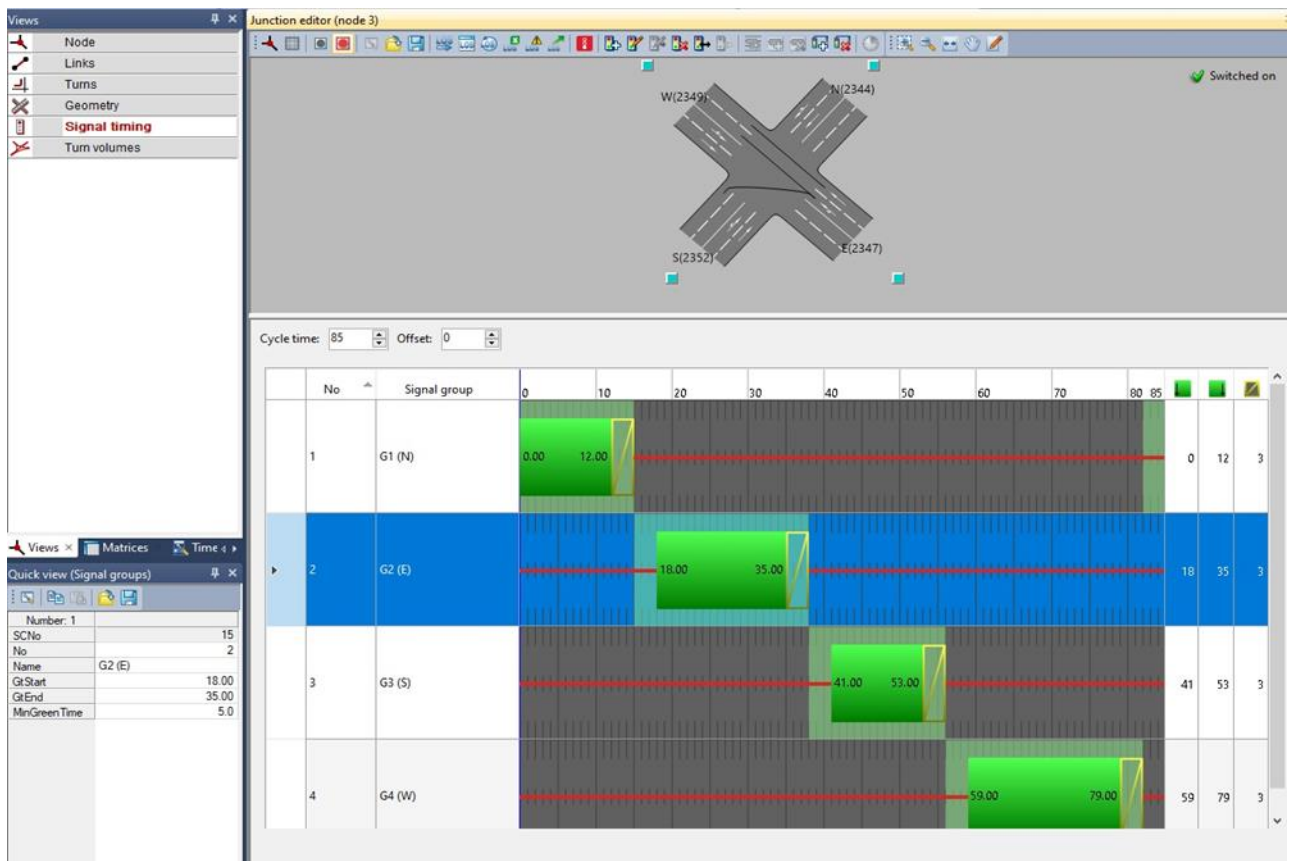 Views
Node
Links
Turns
Geometry
Signal timing
Turn volumes
Views
Matrices
Time
Quick view (Signal groups)
Number: 1
SCNo 15
No 2
Name G2 (E)
GtStart 18.00
GtEnd 35.00
MinGreenTime 5.0
Junction editor (node 3)
W(2349)
N(2344)
Switched on
S(2352)
E(2347)
Cycle time: 85 Offset: 0
No Signal group 0 10 20 30 40 50 60 70 80 85
1 G1 (N) 0.00 12.00 0 12 3
2 G2 (E) 18.00 35.00 18 35 3
3 G3 (S) 41.00 53.00 41 53 3
4 G4 (W) 59.00 79.00 59 79 3